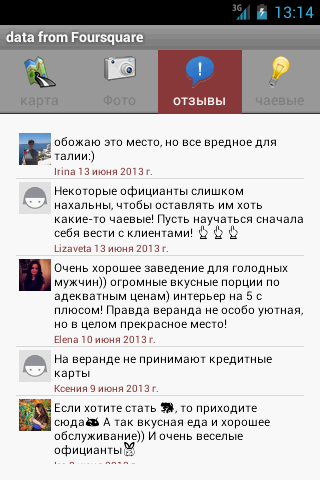 3G 13:14
data from Foursquare
карта Фото отзывы чаевые
обожаю это место, но все вредное для
талии:)
Irina 13 июня 2013 г.
Некоторые официанты слишком
нахальны, чтобы оставлять им хоть
какие-то чаевые! Пусть научаться сначала
себя вести с клиентами! 👆 👆 👆
Lizaveta 13 июня 2013 г.
Очень хорошее заведение для голодных
мужчин)) огромные вкусные порции по
адекватным ценам) интерьер на 5 с
плюсом! Правда веранда не особо уютная,
но в целом прекрасное место!
Elena 10 июня 2013 г.
На веранде не принимают кредитные
карты
Ксения 9 июня 2013 г.
Если хотите стать 🐘, то приходите
сюда А так вкусная еда и хорошее
обслуживание)) И очень веселые
официанты🐰